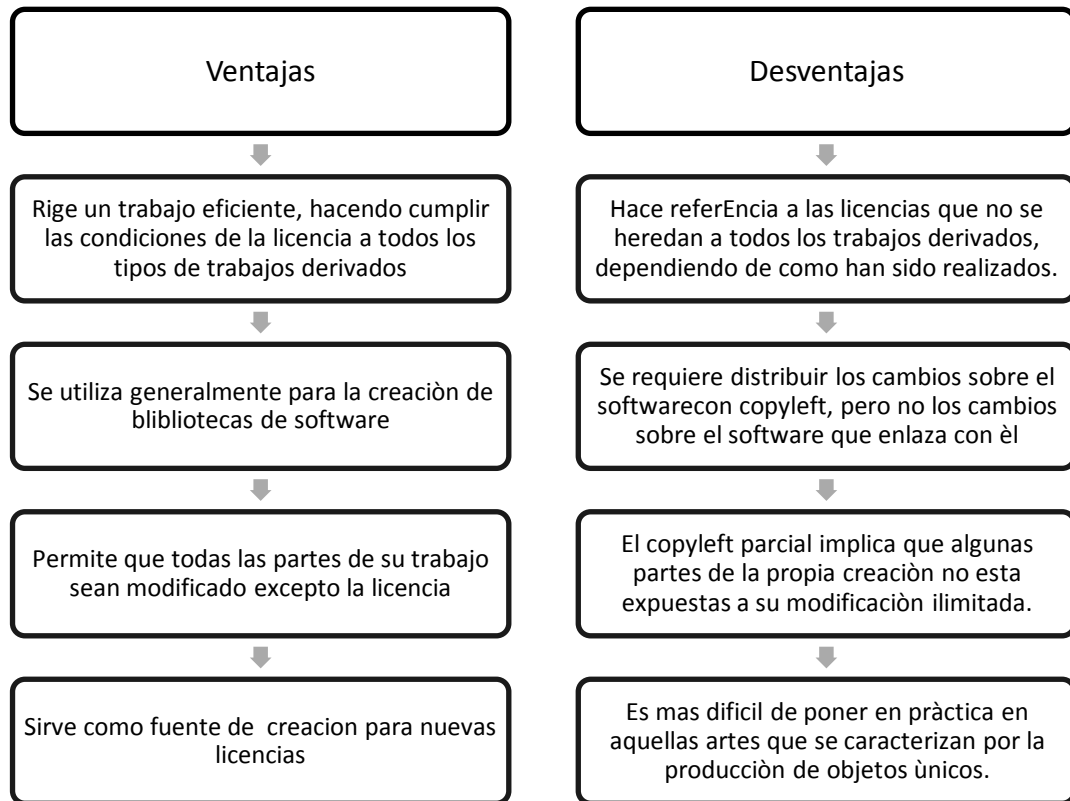 Ventajas
Rige un trabajo eficiente, hacendo cumplir
las condiciones de la licencia a todos los
tipos de trabajos derivados
Se utiliza generalmente para la creaciòn de
blibliotecas de software
Permite que todas las partes de su trabajo
sean modificado excepto la licencia
Sirve como fuente de creacion para nuevas
licencias
Desventajas
Hace referEncia a las licencias que no se
heredan a todos los trabajos derivados,
dependiendo de como han sido realizados.
Se requiere distribuir los cambios sobre el
softwarecon copyleft, pero no los cambios
sobre el software que enlaza con èl
El copyleft parcial implica que algunas
partes de la propia creaciòn no esta
expuestas a su modificaciòn ilimitada.
Es mas dificil de poner en pràctica en
aquellas artes que se caracterizan por la
producciòn de objetos ùnicos.